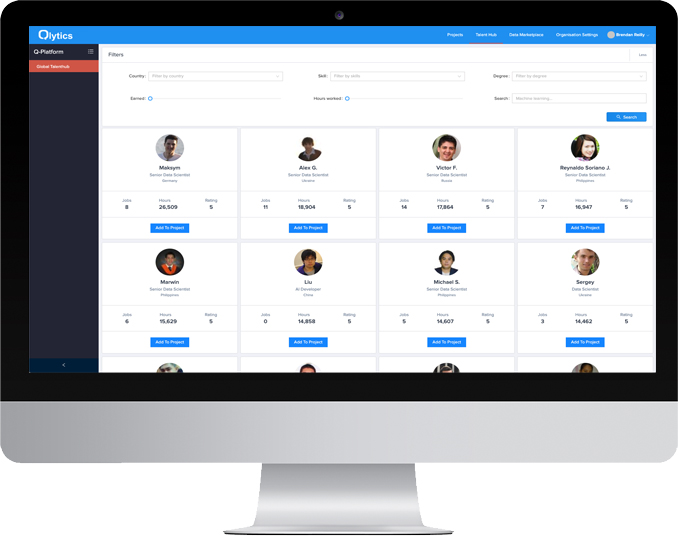 Qlytics
Projects
Talent Hub
Data Marketplace
Organisation Settings
Brendan Reilly
Q-Platform
Global TalentHub
Filters
Less
Country:
Filter by country
Skill:
Filter by skills
Degree:
Filter by degree
Earned:
Hours worked:
Search:
Machine learning...
Search
Maksym
Senior Data Scientist
Germany
Jobs Hours Rating
8 26,509 5
Add To Project
Alex G.
Senior Data Scientist
Ukraine
Jobs Hours Rating
11 18,904 5
Add To Project
Victor F.
Senior Data Scientist
Russia
Jobs Hours Rating
14 17,864 5
Add To Project
Reynaldo Soriano J.
Senior Data Scientist
Philippines
Jobs Hours Rating
7 16,947 5
Add To Project
Marwin
Senior Data Scientist
Philippines
Jobs Hours Rating
6 15,629 5
Add To Project
Liu
AI Developer
China
Jobs Hours Rating
0 14,858 5
Add To Project
Michael S.
Senior Data Scientist
Philippines
Jobs Hours Rating
5 14,607 5
Add To Project
Sergey
Data Scientist
Ukraine
Jobs Hours Rating
3 14,462 5
Add To Project